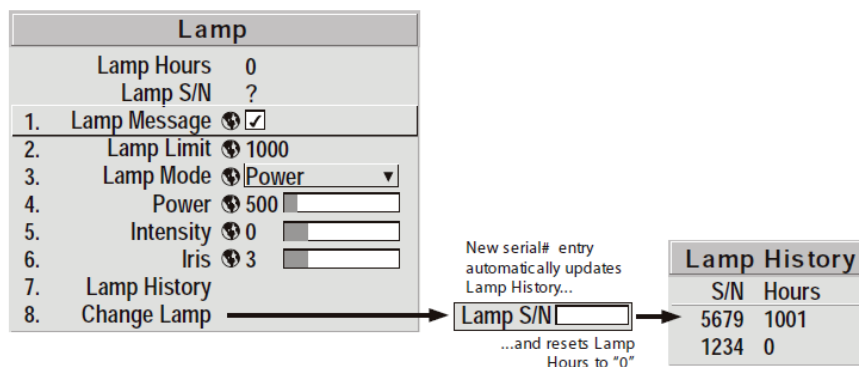 Lamp
Lamp Hours 0
Lamp S/N ?
1. Lamp Message ✓
2. Lamp Limit 1000
3. Lamp Mode Power ▼
4. Power 500
5. Intensity 0
6. Iris 3
7. Lamp History
8. Change Lamp
New serial# entry
automatically updates
Lamp History...
Lamp S/N
...and resets Lamp
Hours to "0"
Lamp History
S/N Hours
5679 1001
1234 0